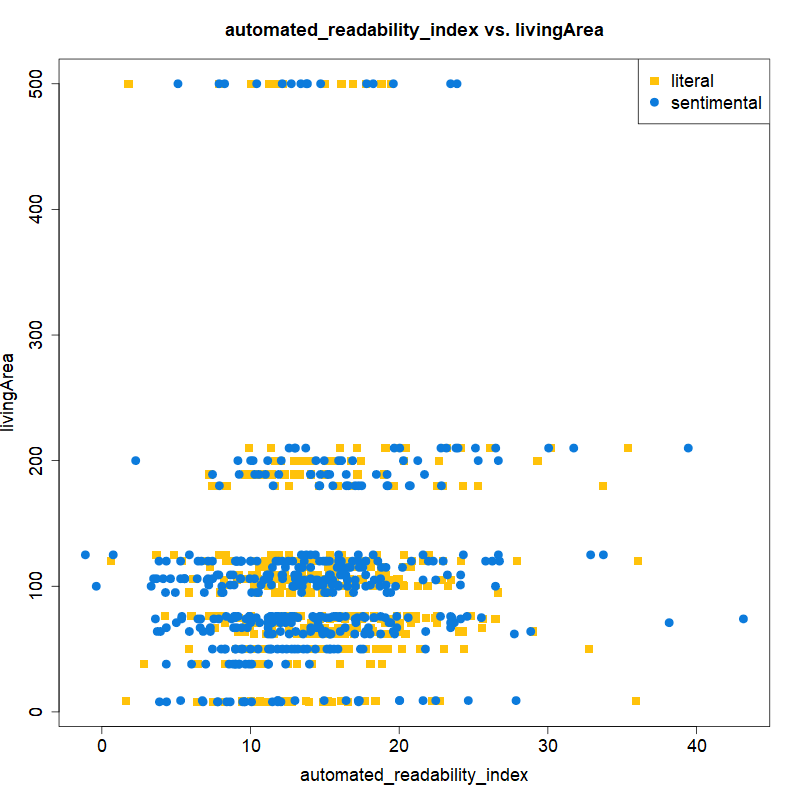 automated_readability_index vs. livingArea
literal
sentimental
livingArea
500
400
300
200
100
0
0 10 20 30 40
automated_readability_index